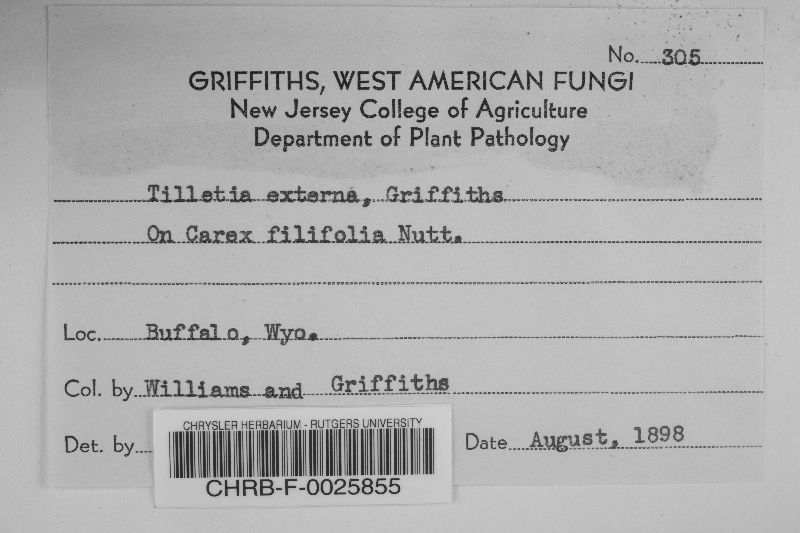 No. 305
GRIFFITHS, WEST AMERICAN FUNGI
New Jersey College of Agriculture
Department of Plant Pathology
Tilletia externa, Griffiths
On Carex filifolia Nutt.
Loc. Buffalo, Wyo.
Col. by Williams and Griffiths
Det. by
Date August, 1898
CHRYSLER HERBARIUM - RUTGERS UNIVERSITY
CHRB-F-0025855